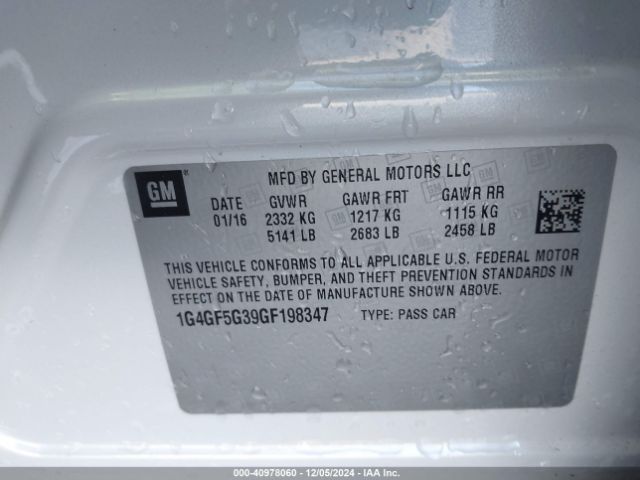 GM
MFD BY GENERAL MOTORS LLC
DATE GVWR GAWR FRT GAWR RR
01/16 2332 KG 1217 KG 1115 KG
5141 LB 2683 LB 2458 LB
THIS VEHICLE CONFORMS TO ALL APPLICABLE U.S. FEDERAL MOTOR
VEHICLE SAFETY, BUMPER, AND THEFT PREVENTION STANDARDS IN
EFFECT ON THE DATE OF MANUFACTURE SHOWN ABOVE.
1G4GF5G39GF198347 TYPE: PASS CAR
000-40978060 - 12/05/2024 - IAA Inc.